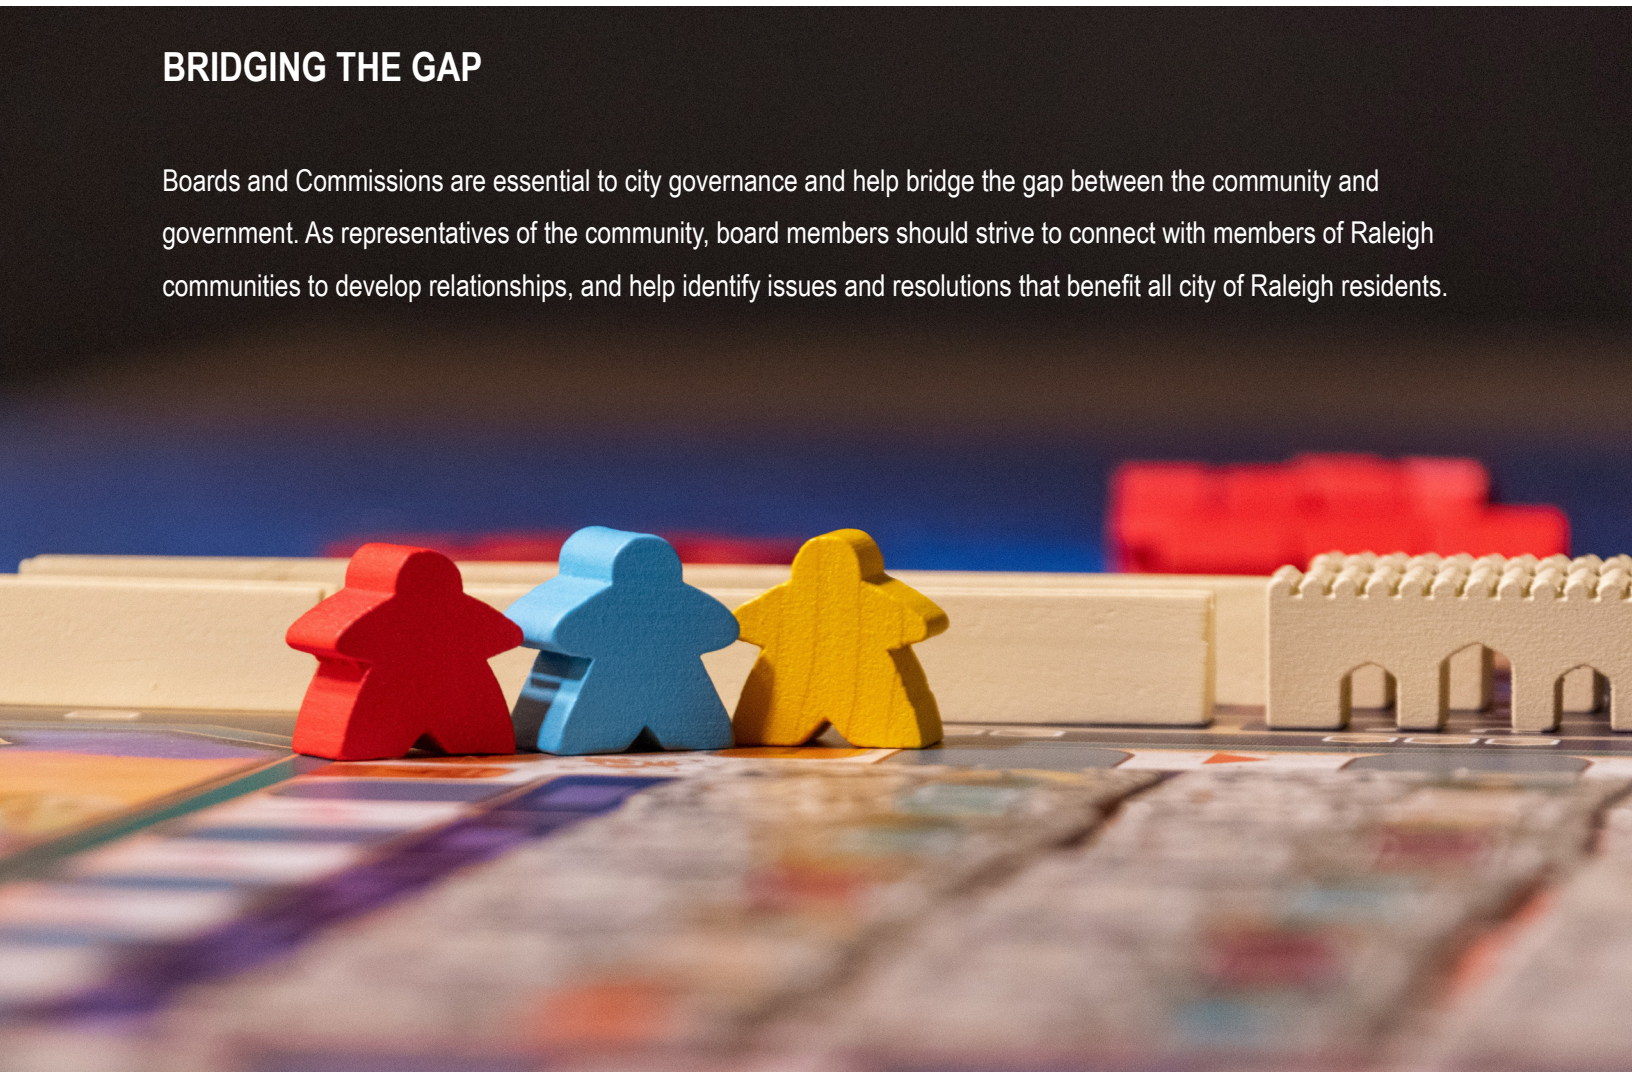 BRIDGING THE GAP
Boards and Commissions are essential to city governance and help bridge the gap between the community and
government. As representatives of the community, board members should strive to connect with members of Raleigh
communities to develop relationships, and help identify issues and resolutions that benefit all city of Raleigh residents.